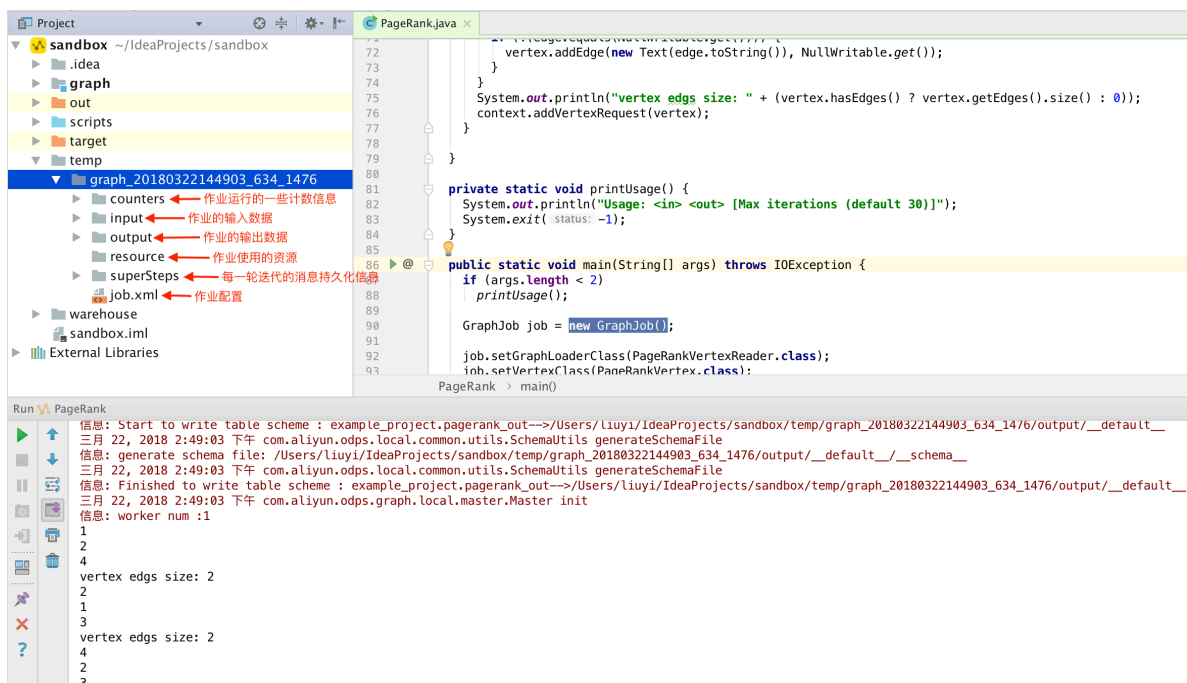 Project
PageRank.java
sandbox ~/IdeaProjects/sandbox
.idea
graph
out
scripts
target
temp
graph_20180322144903_634_1476
counters 作业运行的一些计数信息
input 作业的输入数据
output 作业的输出数据
resource 作业使用的资源
superSteps 每一轮迭代的消息持久化信息
job.xml 作业配置
warehouse
sandbox.iml
External Libraries
72 vertex.addEdge(new Text(edge.toString()), NullWritable.get());
73 }
74 }
75 System.out.println("vertex edgs size: " + (vertex.hasEdges() ? vertex.getEdges().size() : 0));
76 context.addVertexRequest(vertex);
77 }
78
79 }
80
81 private static void printUsage() {
82 System.out.println("Usage: <in> <out> [Max iterations (default 30)]");
83 System.exit( status: -1);
84 }
85
86 @ public static void main(String[] args) throws IOException {
if (args.length < 2)
88 printUsage();
89
90 GraphJob job = new GraphJob();
91
92 job.setGraphLoaderClass(PageRankVertexReader.class);
93 job.setVertexClass(PageRankVertex.class);
PageRank › main()
Run PageRank
信息: Start to write table scheme : example_project.pagerank_out-->/Users/liuyi/IdeaProjects/sandbox/temp/graph_20180322144903_634_1476/output/__default__
三月 22, 2018 2:49:03 下午 com.aliyun.odps.local.common.utils.SchemaUtils generateSchemaFile
信息: generate schema file: /Users/liuyi/IdeaProjects/sandbox/temp/graph_20180322144903_634_1476/output/__default__/__schema__
三月 22, 2018 2:49:03 下午 com.aliyun.odps.local.common.utils.SchemaUtils generateSchemaFile
信息: Finished to write table scheme : example_project.pagerank_out-->/Users/liuyi/IdeaProjects/sandbox/temp/graph_20180322144903_634_1476/output/__default__
三月 22, 2018 2:49:03 下午 com.aliyun.odps.graph.local.master.Master init
信息: worker num :1
1
2
4
vertex edgs size: 2
2
1
3
vertex edgs size: 2
4
2
3